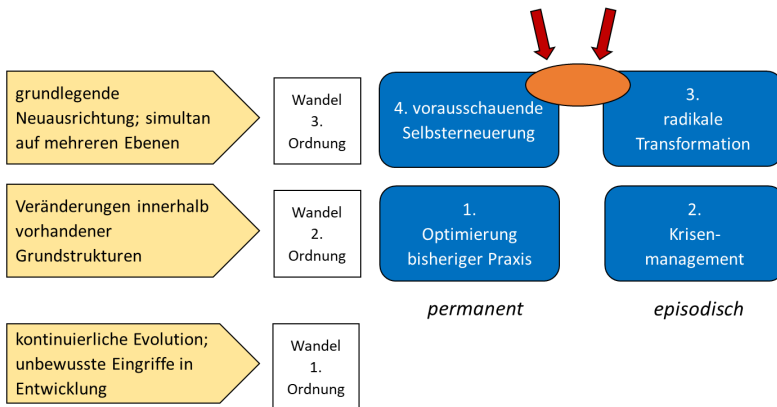 grundlegende
Neuausrichtung; simultan
auf mehreren Ebenen
Wandel
3.
Ordnung
4. vorausschauende
Selbsterneuerung
3.
radikale
Transformation
Veränderungen innerhalb
vorhandener
Grundstrukturen
Wandel
2.
Ordnung
1.
Optimierung
bisheriger Praxis
2.
Krisen-
management
permanent
episodisch
kontinuierliche Evolution;
unbewusste Eingriffe in
Entwicklung
Wandel
1.
Ordnung